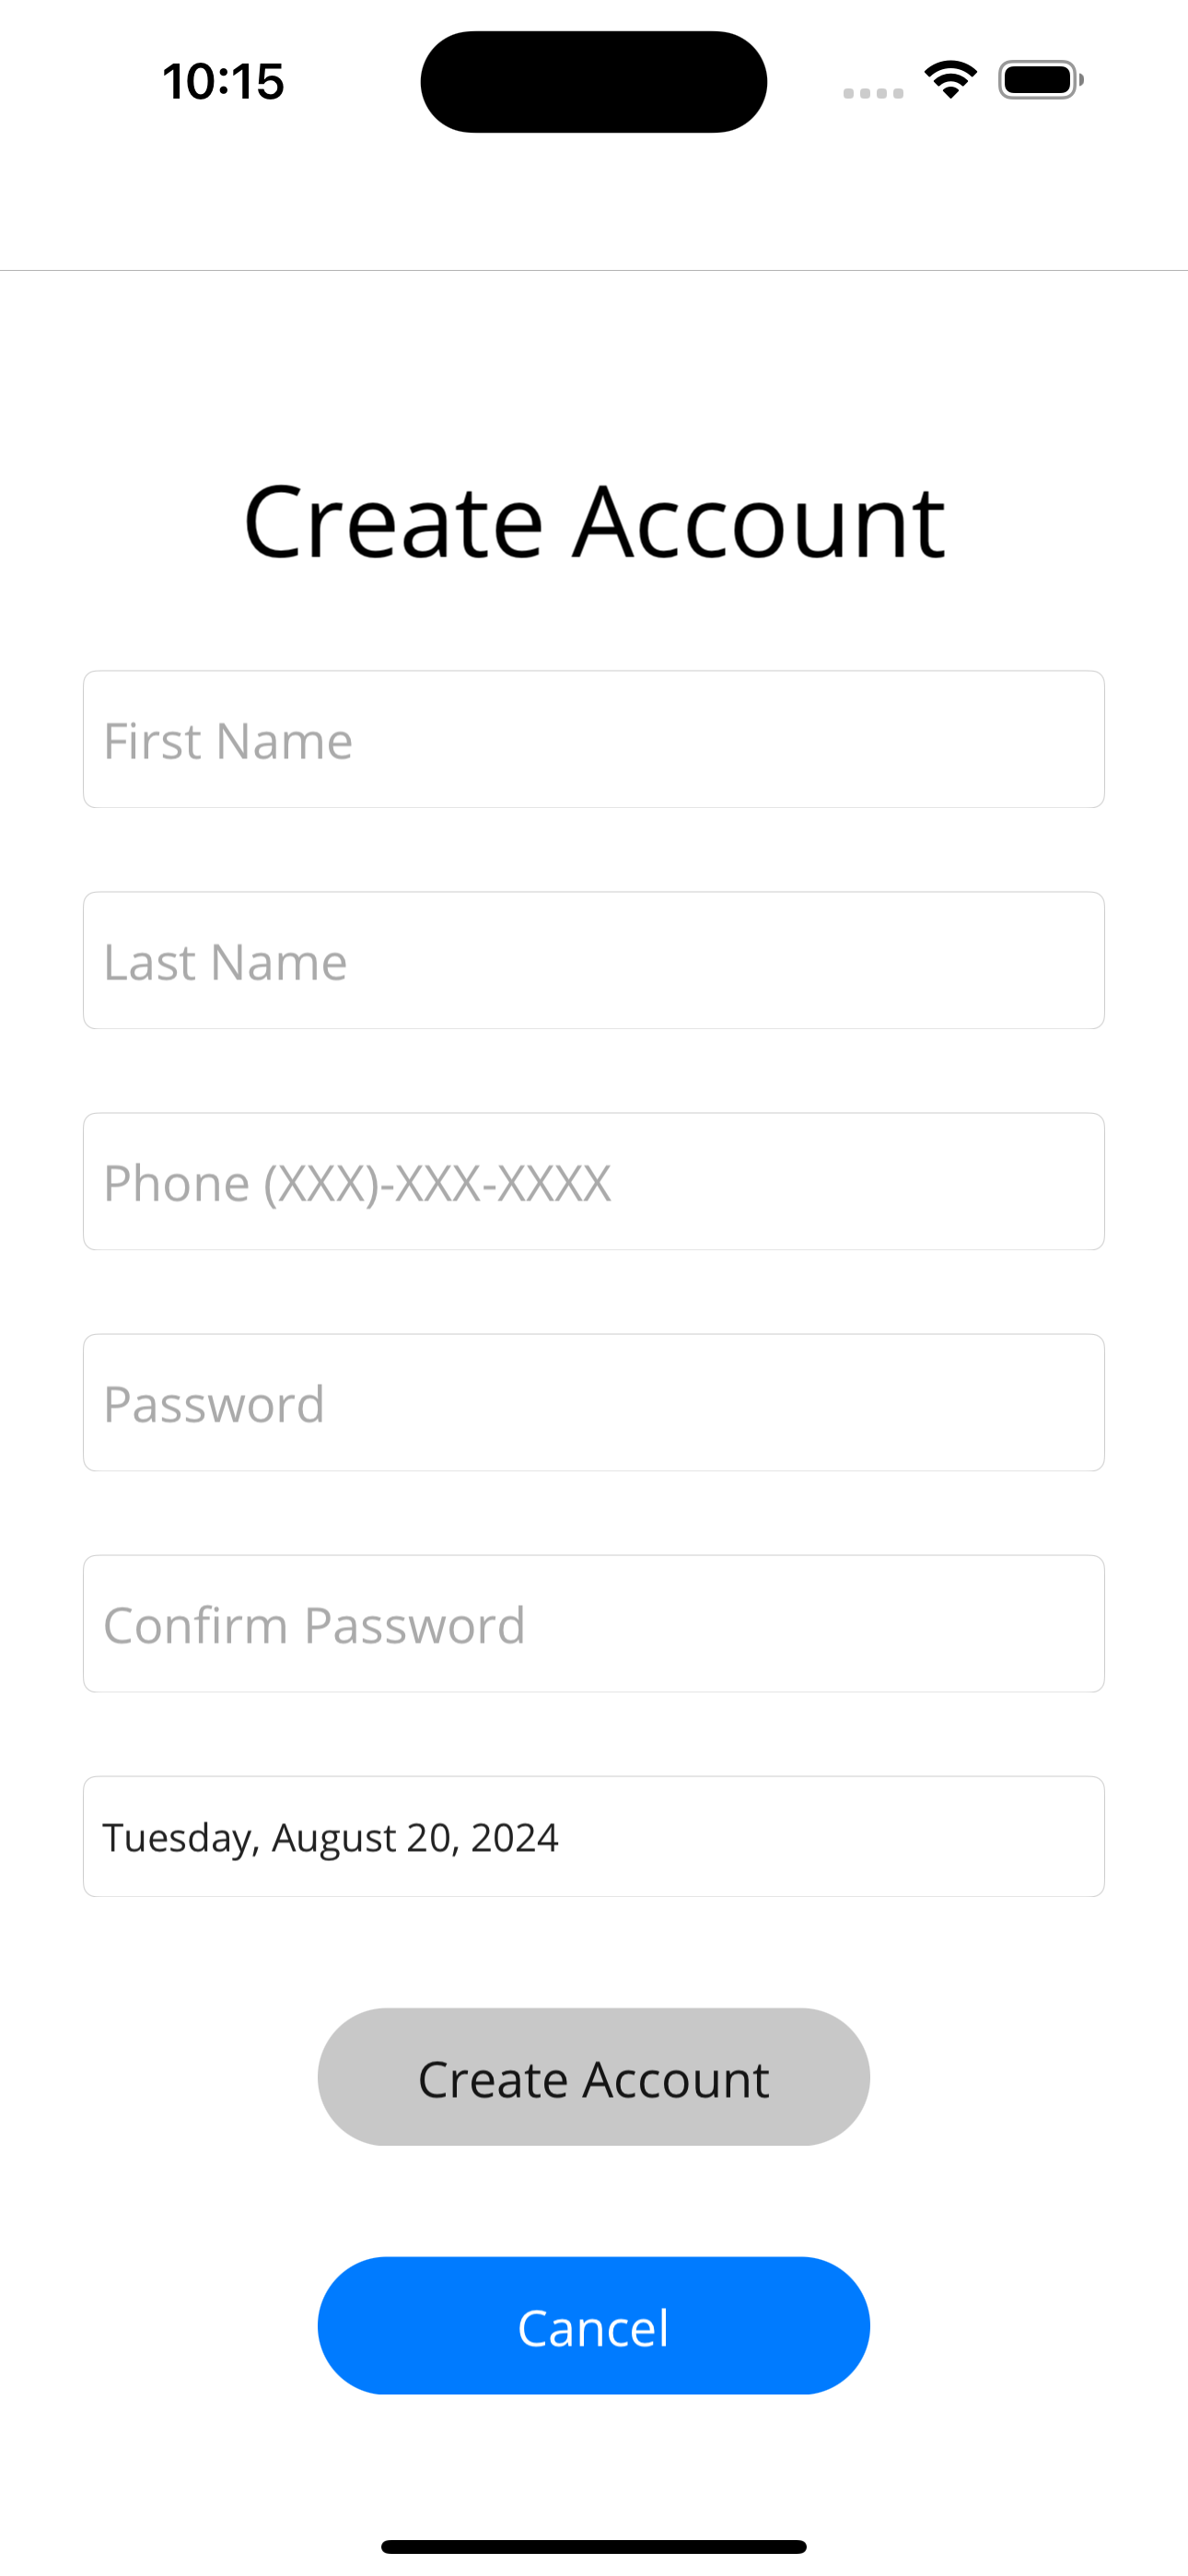 10:15
Create Account
First Name
Last Name
Phone (XXX)-XXX-XXXX
Password
Confirm Password
Tuesday, August 20, 2024
Create Account
Cancel